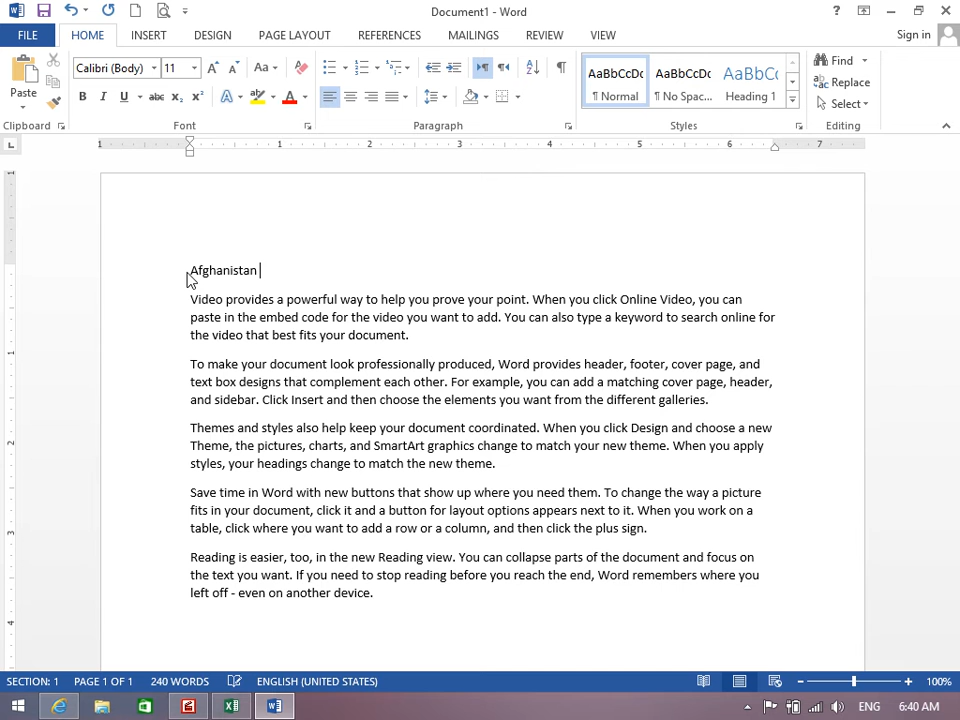 Document1 - Word
Sign in
FILE HOME INSERT DESIGN PAGE LAYOUT REFERENCES MAILINGS REVIEW VIEW
Calibri (Body) 11
Paste
AaBbCcDc AaBbCcDc AaBbCc
¶ Normal ¶ No Spac... Heading 1
Find
Replace
Select
Clipboard Font Paragraph Styles Editing
1 1 2 3 4 5 6 7
Afghanistan
Video provides a powerful way to help you prove your point. When you click Online Video, you can
paste in the embed code for the video you want to add. You can also type a keyword to search online for
the video that best fits your document.
To make your document look professionally produced, Word provides header, footer, cover page, and
text box designs that complement each other. For example, you can add a matching cover page, header,
and sidebar. Click Insert and then choose the elements you want from the different galleries.
Themes and styles also help keep your document coordinated. When you click Design and choose a new
Theme, the pictures, charts, and SmartArt graphics change to match your new theme. When you apply
styles, your headings change to match the new theme.
Save time in Word with new buttons that show up where you need them. To change the way a picture
fits in your document, click it and a button for layout options appears next to it. When you work on a
table, click where you want to add a row or a column, and then click the plus sign.
Reading is easier, too, in the new Reading view. You can collapse parts of the document and focus on
the text you want. If you need to stop reading before you reach the end, Word remembers where you
left off - even on another device.
SECTION: 1 PAGE 1 OF 1 240 WORDS ENGLISH (UNITED STATES) 100%
ENG 6:40 AM